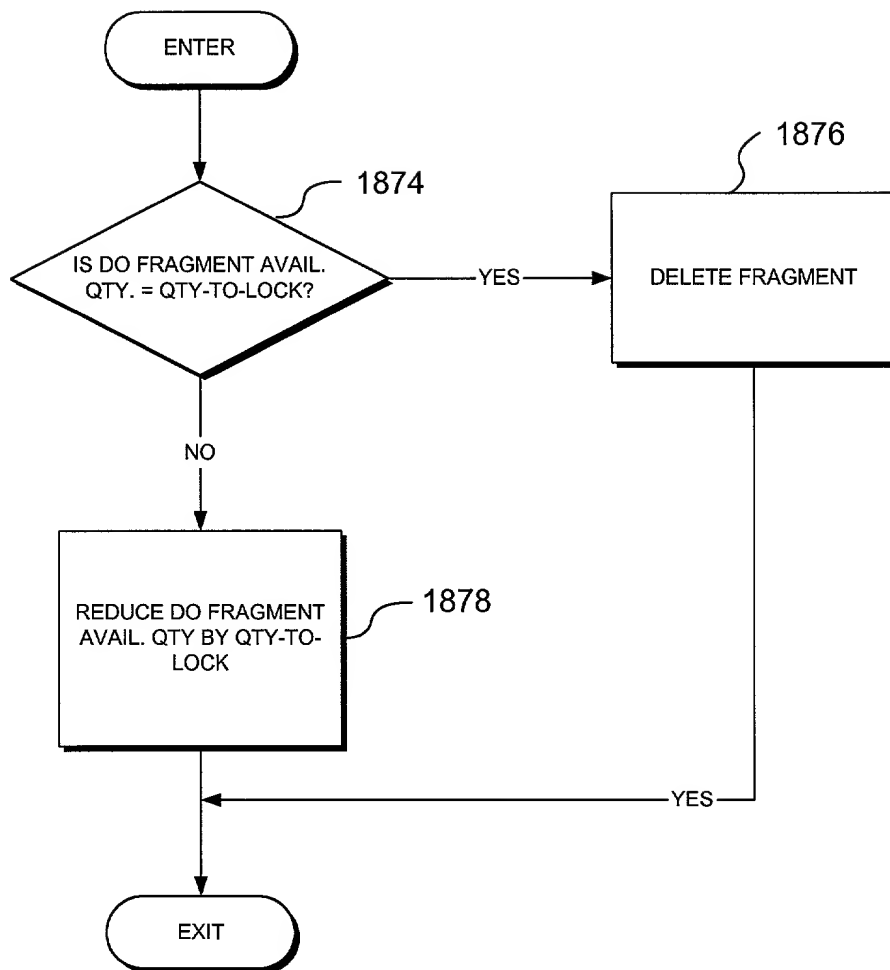 ENTER
1874
1876
IS DO FRAGMENT AVAIL.
QTY. = QTY-TO-LOCK?
YES
DELETE FRAGMENT
NO
REDUCE DO FRAGMENT
AVAIL. QTY BY QTY-TO-
LOCK
1878
YES
EXIT